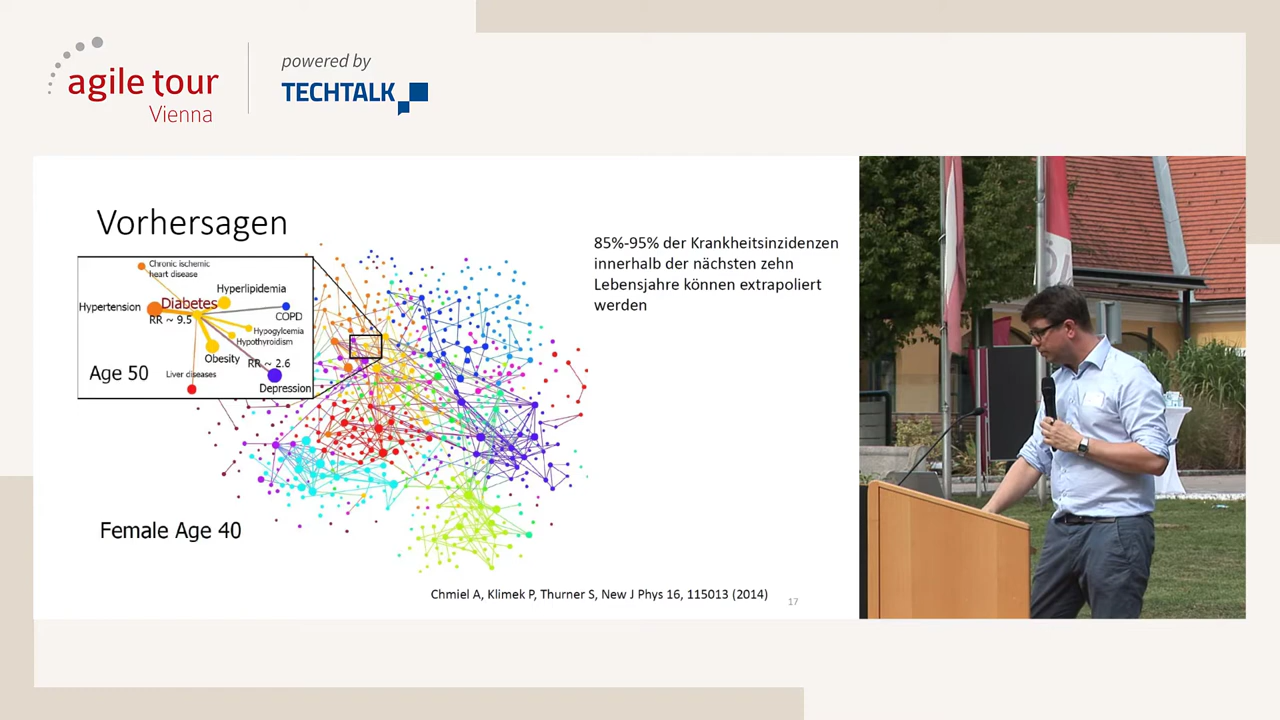 agile tour
Vienna
powered by
TECHTALK
Vorhersagen
85%-95% der Krankheitsinzidenzen
innerhalb der nächsten zehn
Lebensjahre können extrapoliert
werden
Chronic ischemic
heart disease
Hyperlipidemia
Hypertension
Diabetes
RR ~ 9.5
COPD
Hypogylcemia
Hypothyroidism
Obesity
RR ~ 2.6
Age 50
Liver diseases
Depression
Female Age 40
Chmiel A, Klimek P, Thurner S, New J Phys 16, 115013 (2014)
17